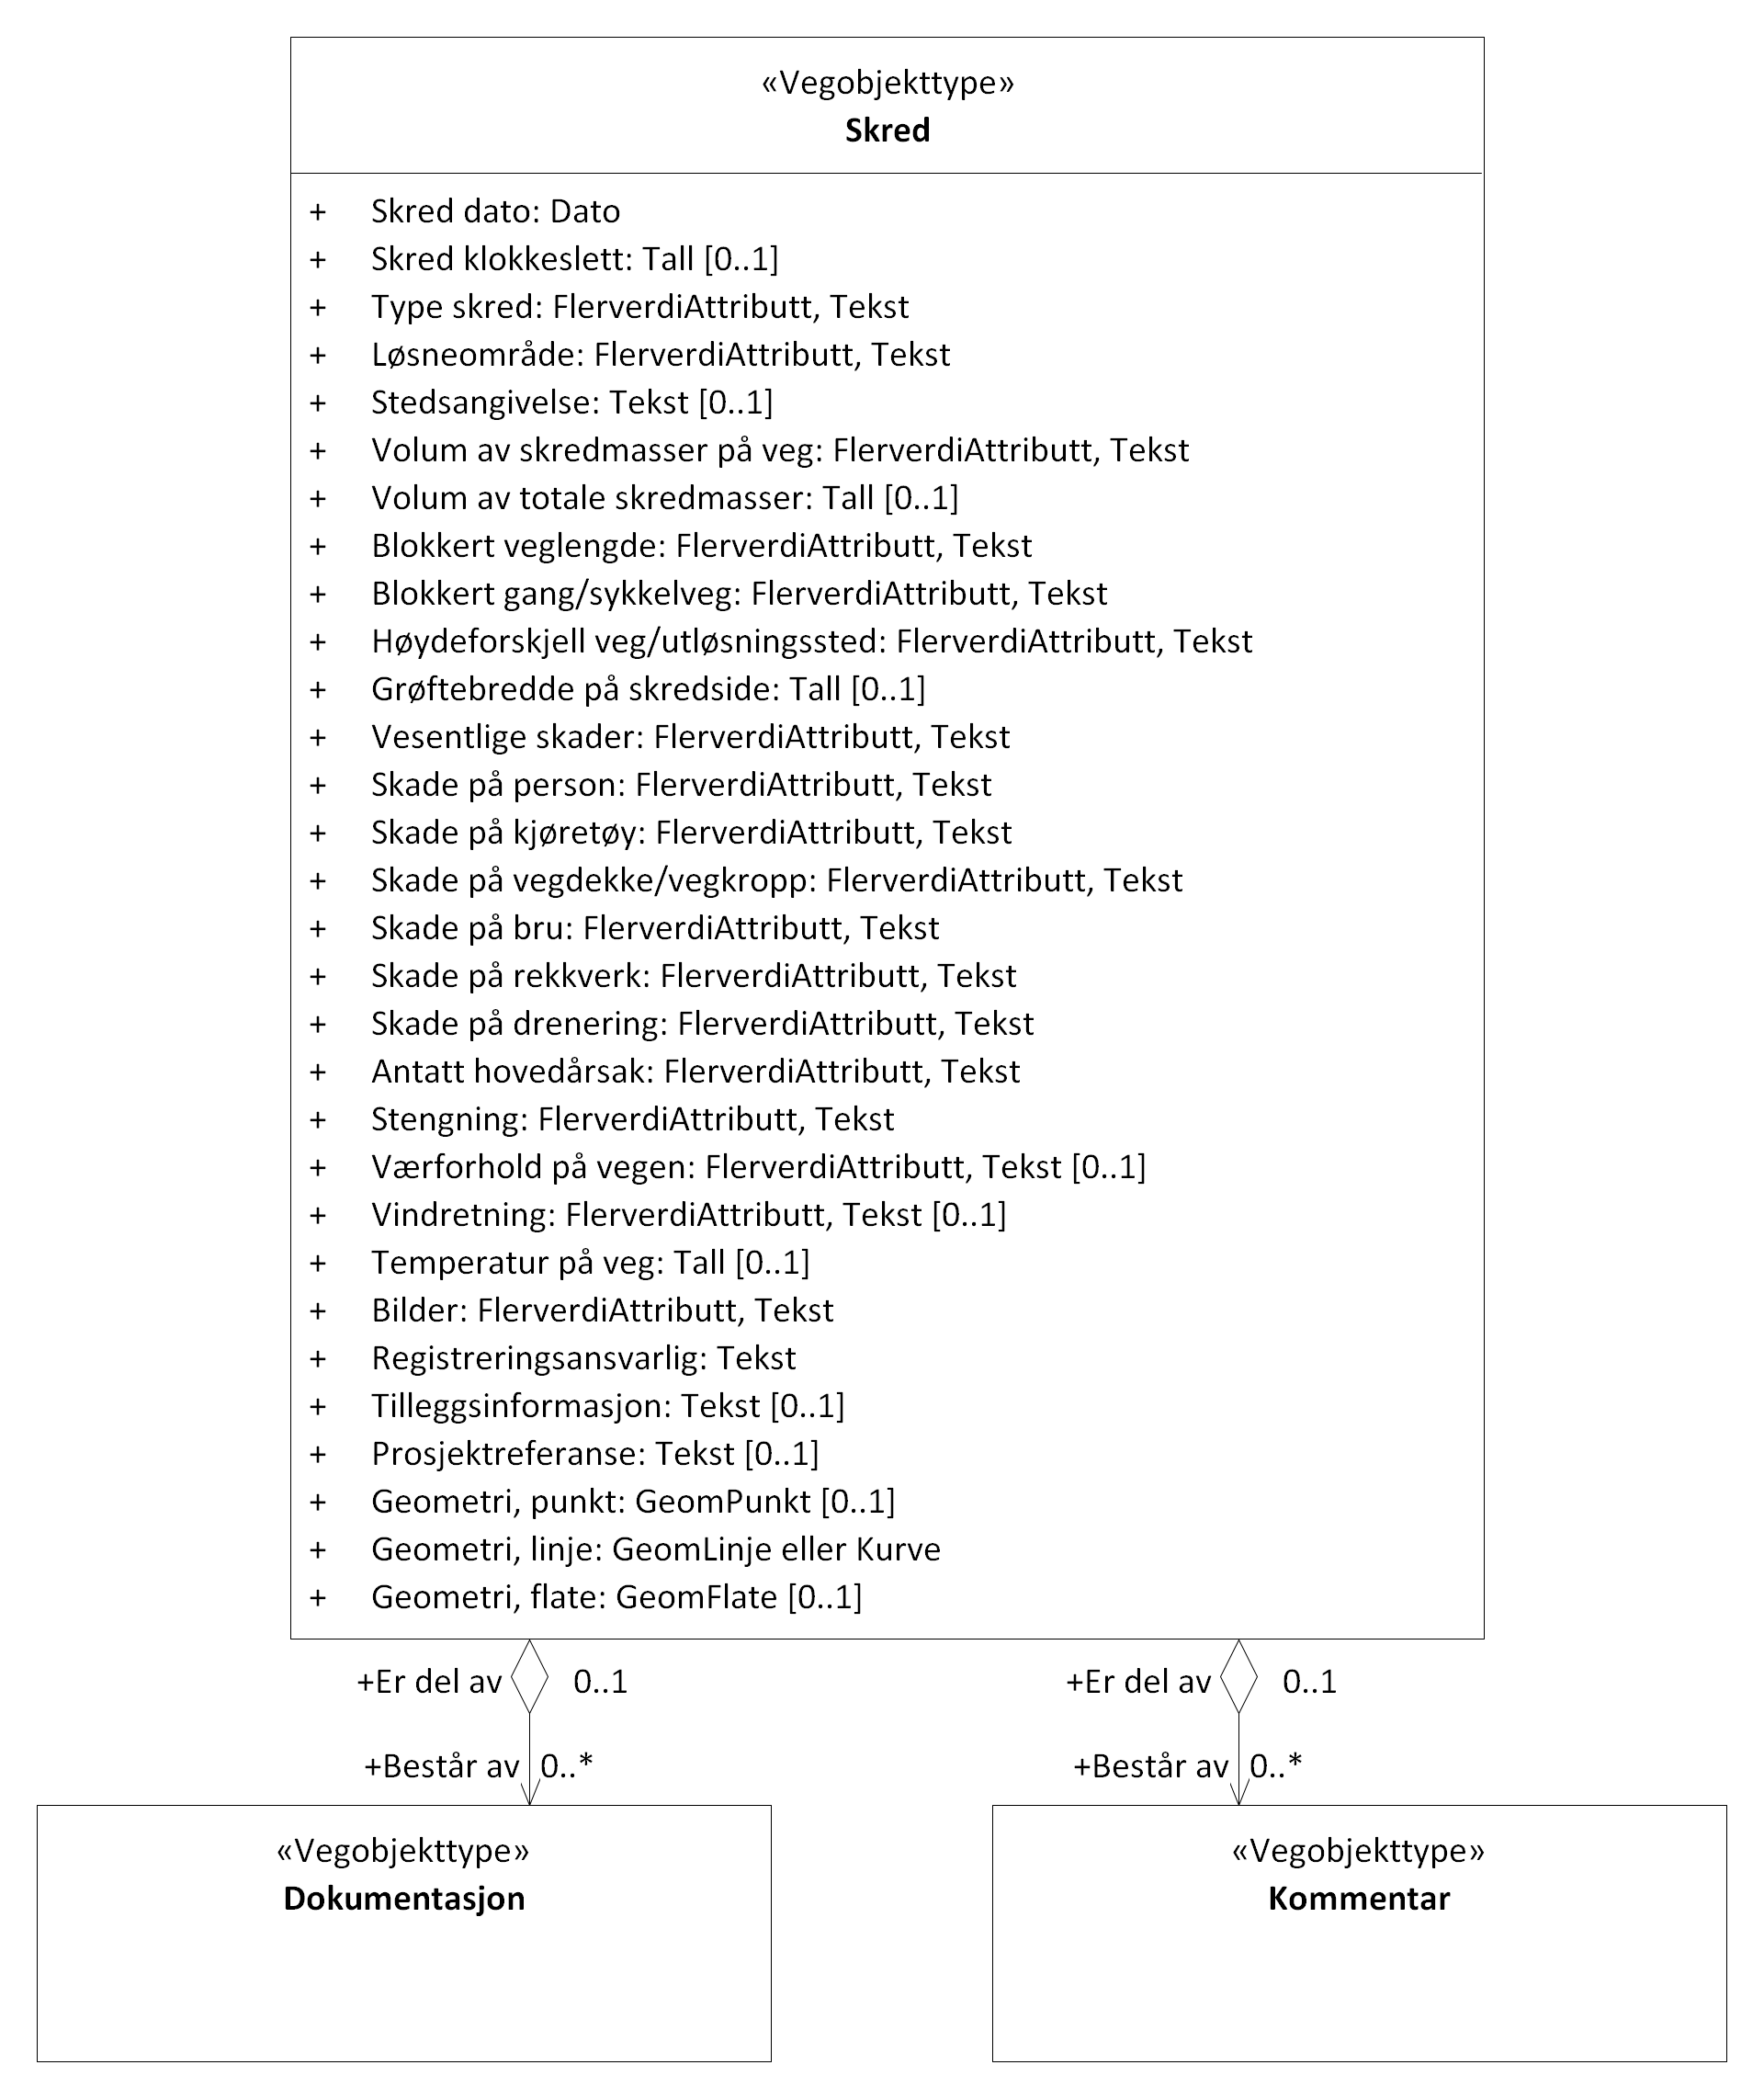 «Vegobjekttype»
Skred
+ Skred dato: Dato
+ Skred klokkeslett: Tall [0..1]
+ Type skred: FlerverdiAttributt, Tekst
+ Løsneområde: FlerverdiAttributt, Tekst
+ Stedsangivelse: Tekst [0..1]
+ Volum av skredmasser på veg: FlerverdiAttributt, Tekst
+ Volum av totale skredmasser: Tall [0..1]
+ Blokkert veglengde: FlerverdiAttributt, Tekst
+ Blokkert gang/sykkelveg: FlerverdiAttributt, Tekst
+ Høydeforskjell veg/utløsningssted: FlerverdiAttributt, Tekst
+ Grøftebredde på skredside: Tall [0..1]
+ Vesentlige skader: FlerverdiAttributt, Tekst
+ Skade på person: FlerverdiAttributt, Tekst
+ Skade på kjøretøy: FlerverdiAttributt, Tekst
+ Skade på vegdekke/vegkropp: FlerverdiAttributt, Tekst
+ Skade på bru: FlerverdiAttributt, Tekst
+ Skade på rekkverk: FlerverdiAttributt, Tekst
+ Skade på drenering: FlerverdiAttributt, Tekst
+ Antatt hovedårsak: FlerverdiAttributt, Tekst
+ Stengning: FlerverdiAttributt, Tekst
+ Værforhold på vegen: FlerverdiAttributt, Tekst [0..1]
+ Vindretning: FlerverdiAttributt, Tekst [0..1]
+ Temperatur på veg: Tall [0..1]
+ Bilder: FlerverdiAttributt, Tekst
+ Registreringsansvarlig: Tekst
+ Tilleggsinformasjon: Tekst [0..1]
+ Prosjektreferanse: Tekst [0..1]
+ Geometri, punkt: GeomPunkt [0..1]
+ Geometri, linje: GeomLinje eller Kurve
+ Geometri, flate: GeomFlate [0..1]
+Er del av 0..1
+Består av 0..*
«Vegobjekttype»
Dokumentasjon
+Er del av 0..1
+Består av 0..*
«Vegobjekttype»
Kommentar